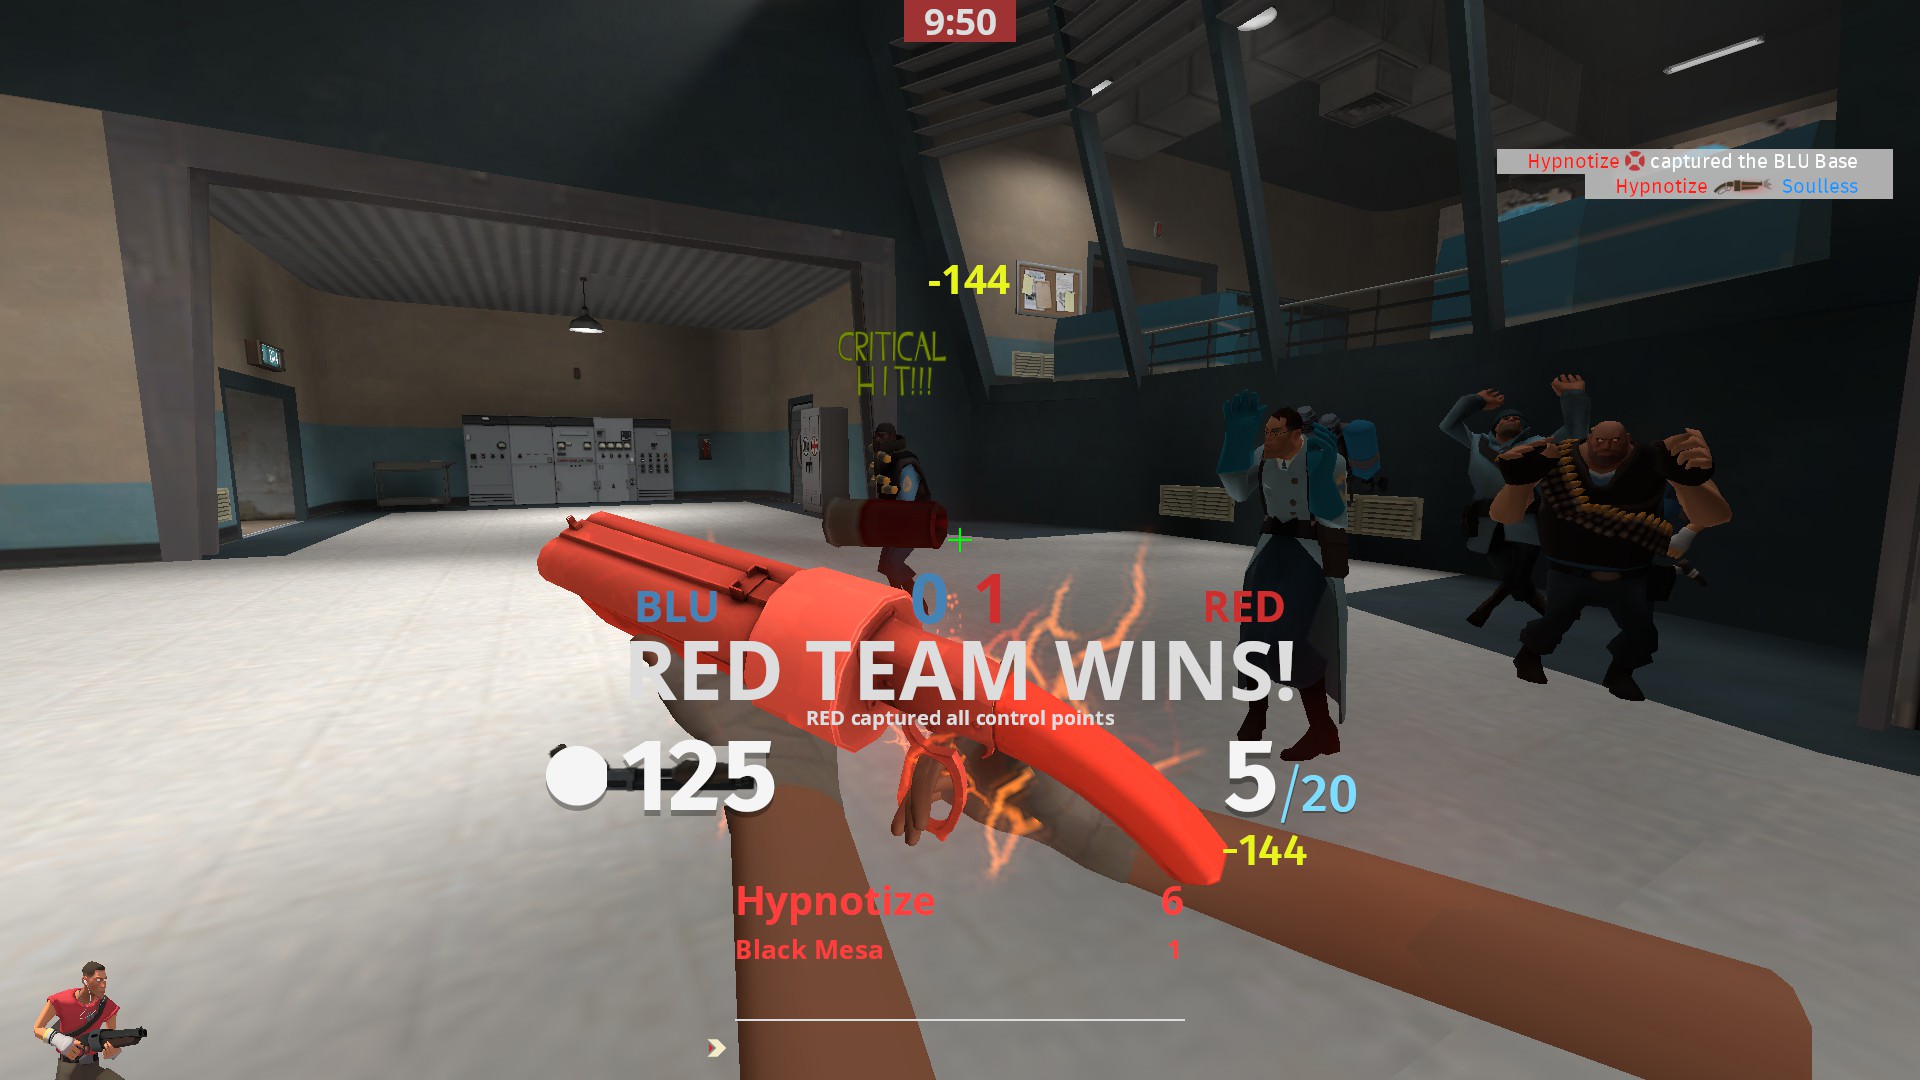 9:50
Hypnotize captured the BLU Base
Hypnotize Soulless
-144
CRITICAL
HIT!!!
BLU 0 1 RED
RED TEAM WINS!
RED captured all control points
125 5/20
-144
Hypnotize 6
Black Mesa 1